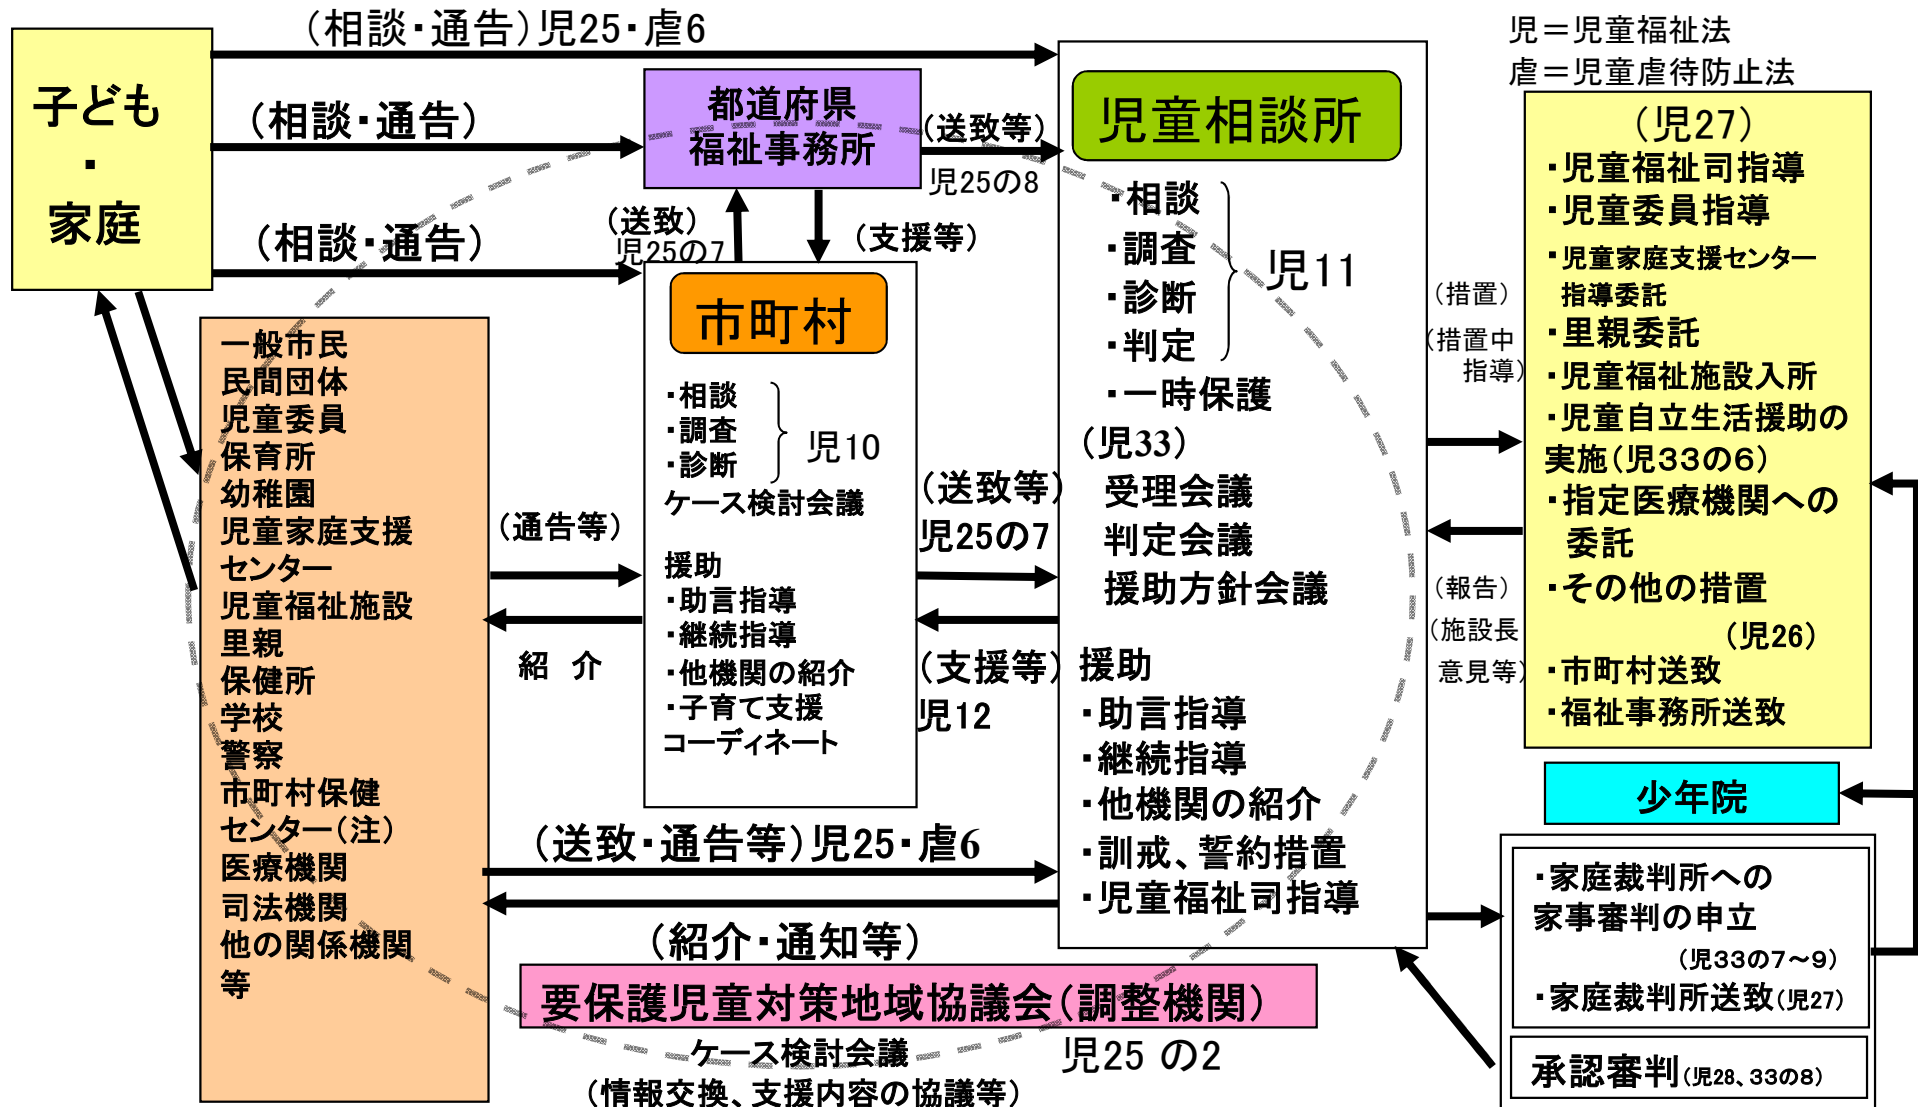 (相談・通告)児25・虐6
児＝児童福祉法
虐＝児童虐待防止法
子ども
・
家庭
(相談・通告)
(相談・通告)
都道府県
福祉事務所
(送致等)
児25の8
(送致)
児25の7
(支援等)
市町村
・相談
・調査
・診断
児10
ケース検討会議
援助
・助言指導
・継続指導
・他機関の紹介
・子育て支援
コーディネート
一般市民
民間団体
児童委員
保育所
幼稚園
児童家庭支援
センター
児童福祉施設
里親
保健所
学校
警察
市町村保健
センター(注)
医療機関
司法機関
他の関係機関
等
(通告等)
紹　介
(送致等)
児25の7
(支援等)
児12
(送致・通告等)児25・虐6
(紹介・通知等)
児童相談所
・相談
・調査
・診断
・判定
児11
・一時保護
(児33)
受理会議
判定会議
援助方針会議
援助
・助言指導
・継続指導
・他機関の紹介
・訓戒、誓約措置
・児童福祉司指導
(措置)
(措置中
指導)
(報告)
(施設長
意見等)
(児27)
・児童福祉司指導
・児童委員指導
・児童家庭支援センター
指導委託
・里親委託
・児童福祉施設入所
・児童自立生活援助の
実施(児33の6)
・指定医療機関への
委託
・その他の措置
(児26)
・市町村送致
・福祉事務所送致
少年院
・家庭裁判所への
家事審判の申立
(児33の7～9)
・家庭裁判所送致(児27)
承認審判(児28、33の8)
要保護児童対策地域協議会(調整機関)
児25 の2
ケース検討会議
(情報交換、支援内容の協議等)